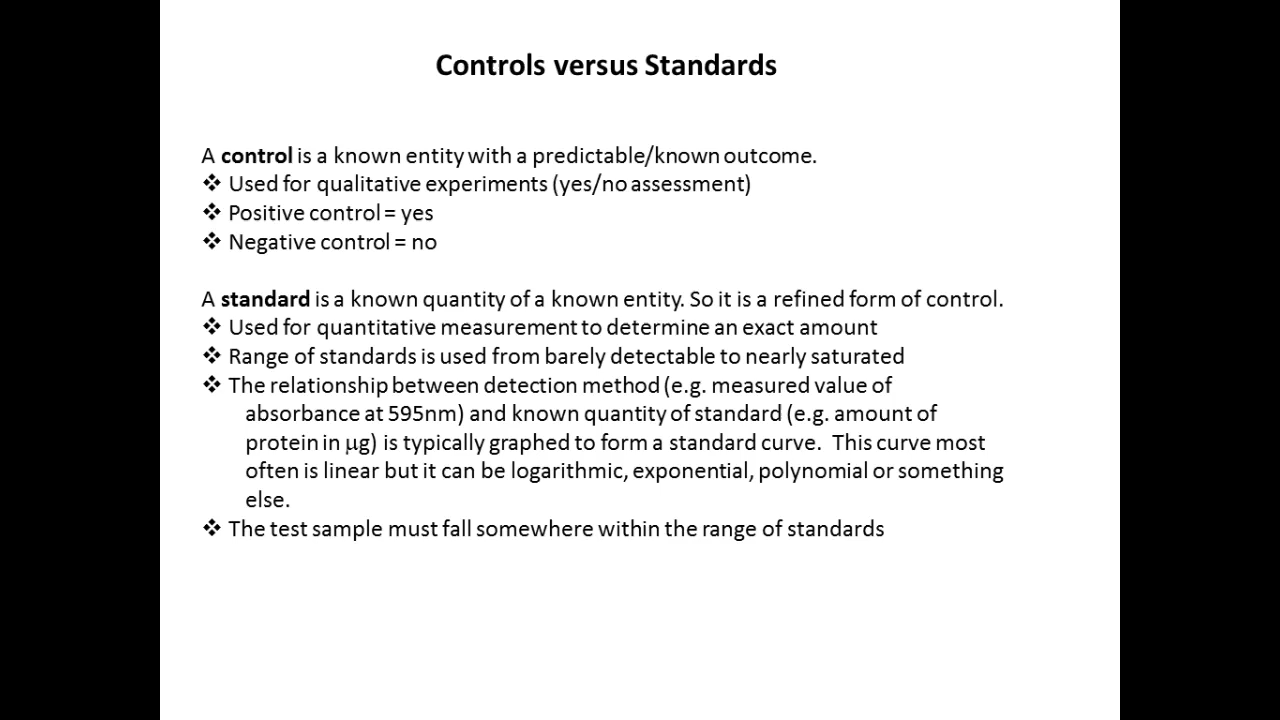 Controls versus Standards
A control is a known entity with a predictable/known outcome.
❖ Used for qualitative experiments (yes/no assessment)
❖ Positive control = yes
❖ Negative control = no
A standard is a known quantity of a known entity. So it is a refined form of control.
❖ Used for quantitative measurement to determine an exact amount
❖ Range of standards is used from barely detectable to nearly saturated
❖ The relationship between detection method (e.g. measured value of
absorbance at 595nm) and known quantity of standard (e.g. amount of
protein in µg) is typically graphed to form a standard curve.  This curve most
often is linear but it can be logarithmic, exponential, polynomial or something
else.
❖ The test sample must fall somewhere within the range of standards